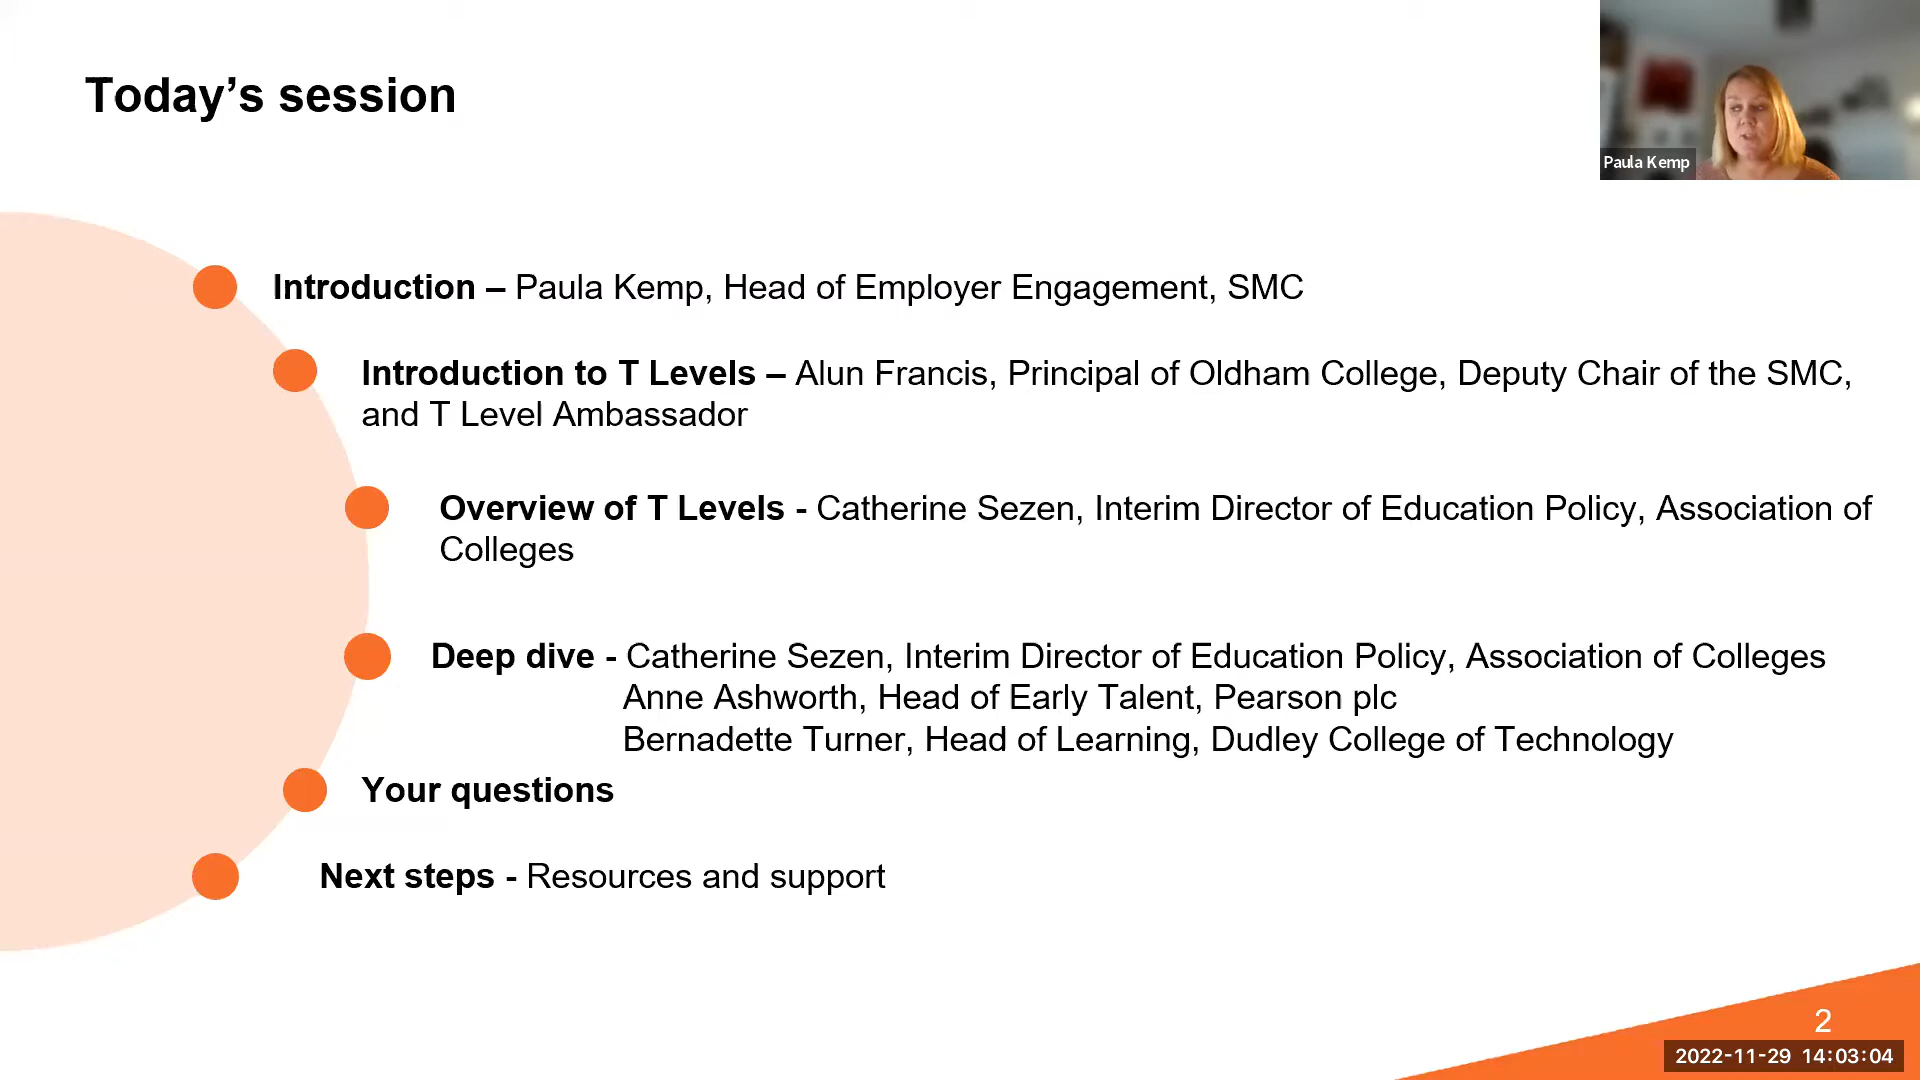 Today’s session
Paula Kemp
Introduction – Paula Kemp, Head of Employer Engagement, SMC
Introduction to T Levels – Alun Francis, Principal of Oldham College, Deputy Chair of the SMC,
and T Level Ambassador
Overview of T Levels - Catherine Sezen, Interim Director of Education Policy, Association of
Colleges
Deep dive - Catherine Sezen, Interim Director of Education Policy, Association of Colleges
Anne Ashworth, Head of Early Talent, Pearson plc
Bernadette Turner, Head of Learning, Dudley College of Technology
Your questions
Next steps - Resources and support
2
2022-11-29 14:03:04